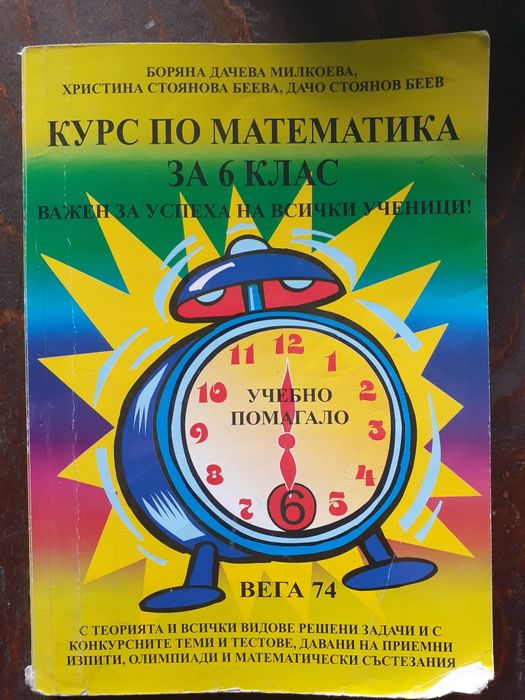 БОРЯНА ДАЧЕВА МИЛКОЕВА,
ХРИСТИНА СТОЯНОВА БЕЕВА, ДАЧО СТОЯНОВ БЕЕВ
КУРС ПО МАТЕМАТИКА
ЗА 6 КЛАС
ВАЖЕН ЗА УСПЕХА НА ВСИЧКИ УЧЕНИЦИ!
12
11
1
10
2
УЧЕБНО
ПОМАГАЛО
9
3
8
4
7
5
6
ВЕГА 74
С ТЕОРИЯТА И ВСИЧКИ ВИДОВЕ РЕШЕНИ ЗАДАЧИ И С
КОНКУРСНИТЕ ТЕМИ И ТЕСТОВЕ, ДАВАНИ НА ПРИЕМНИ
ИЗПИТИ, ОЛИМПИАДИ И МАТЕМАТИЧЕСКИ СЪСТЕЗАНИЯ